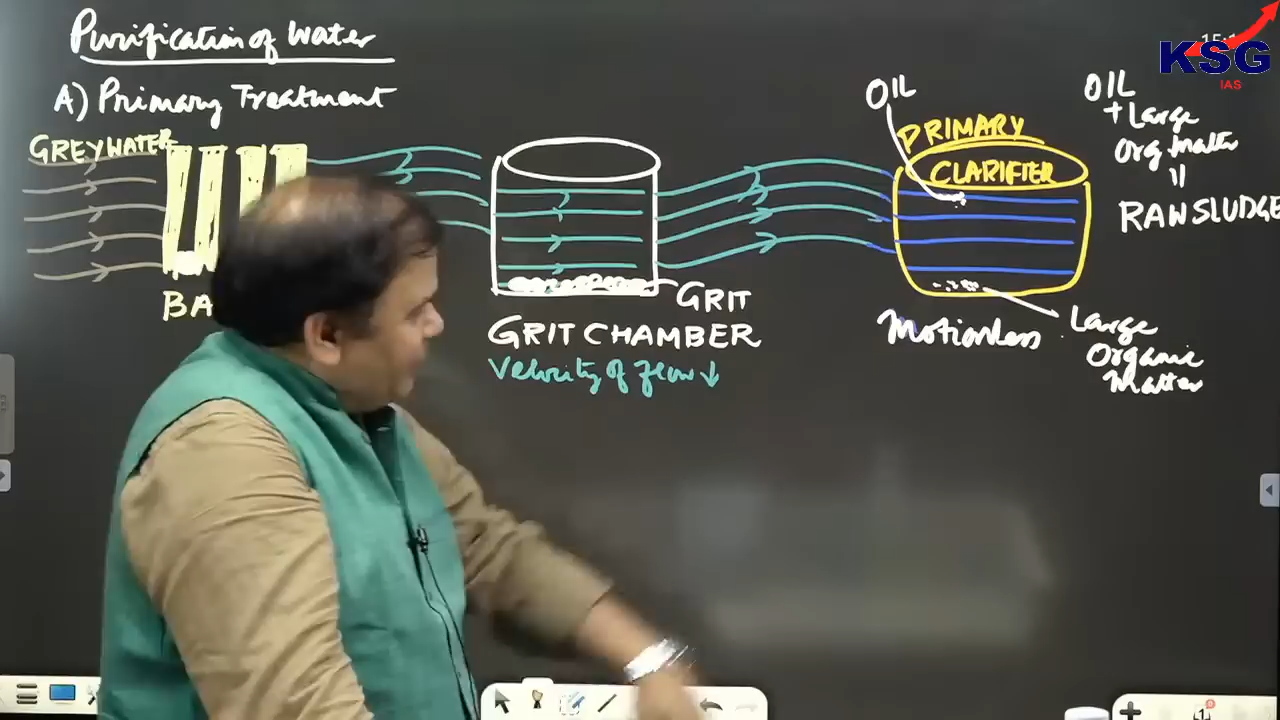 Purification of Water
A) Primary Treatment
GREYWATER
BA
GRIT
GRIT CHAMBER
Velocity of flow ↓
OIL
PRIMARY
CLARIFIER
Motionless
Large
Organic
Matter
OIL
+ Large
Org matter
=
RAW SLUDGE
KSG
IAS